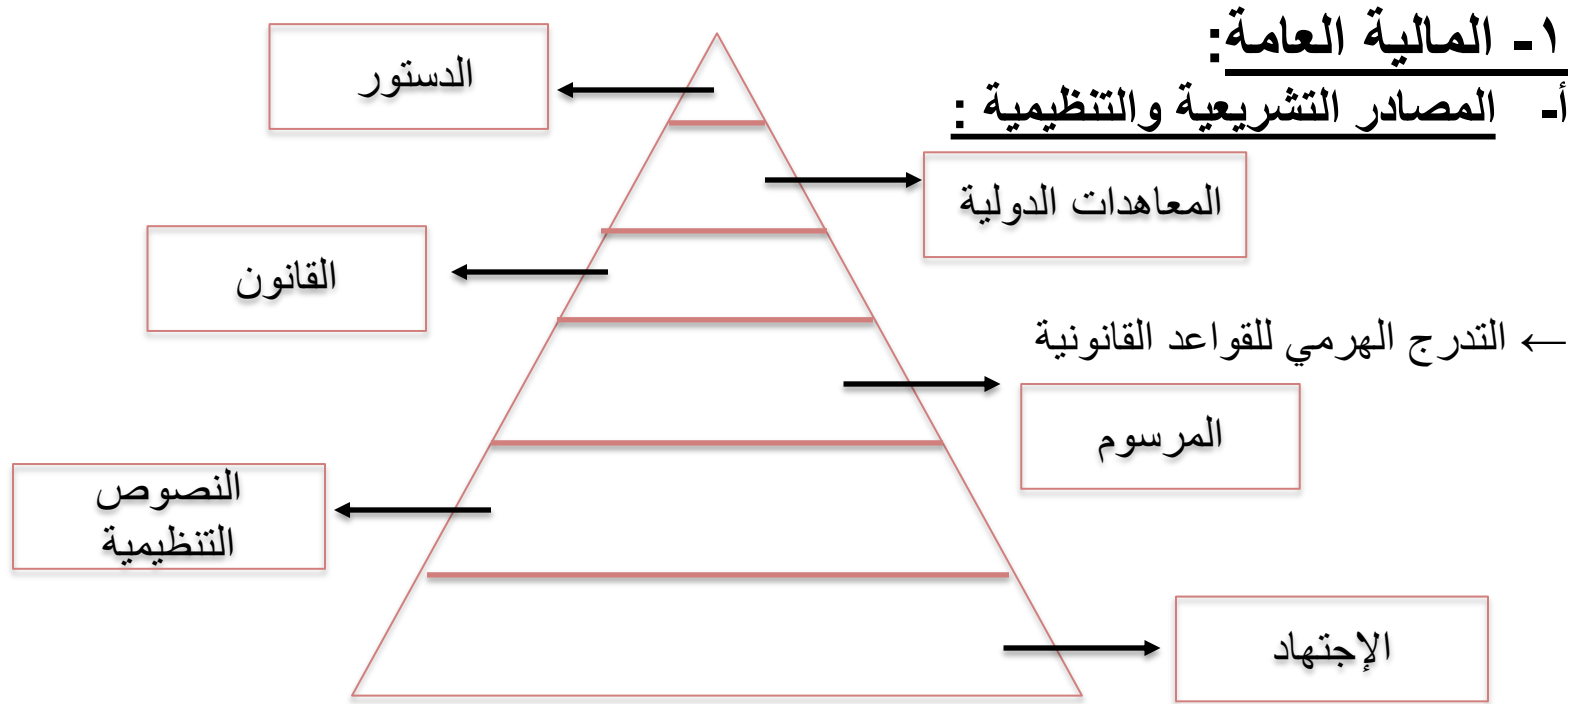 ١- المالية العامة:
أ- المصادر التشريعية والتنظيمية :
الدستور
المعاهدات الدولية
القانون
← التدرج الهرمي للقواعد القانونية
المرسوم
النصوص
التنظيمية
الإجتهاد